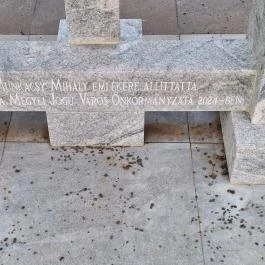 MUNKÁCSY MIHÁLY EMLÉKÉRE ÁLLÍTTATTA
A MEGYEI JOGÚ VÁROS ÖNKORMÁNYZATA 2024-BEN